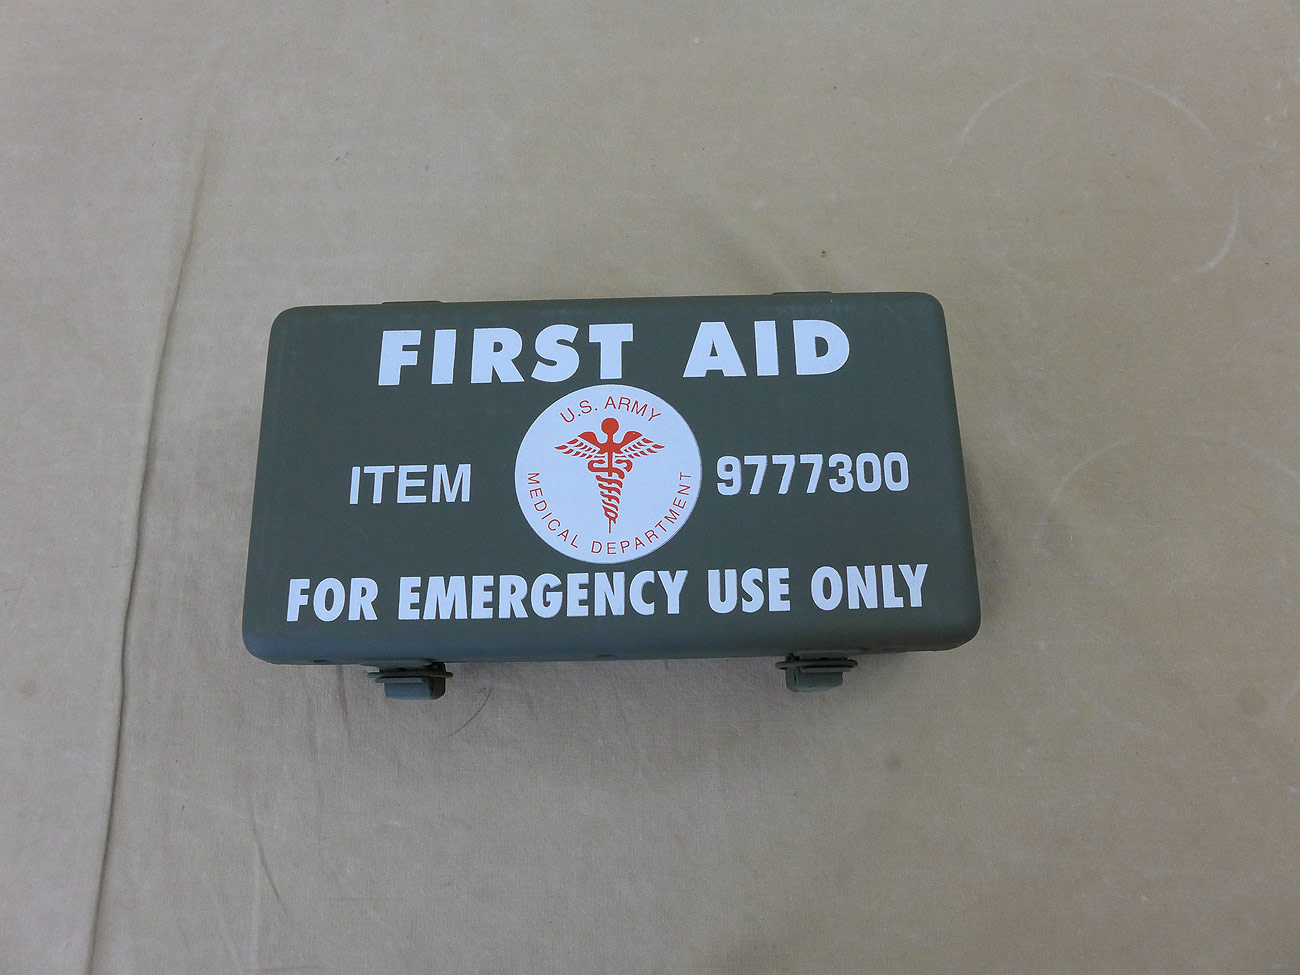 FIRST AID
U.S. ARMY
ITEM
9777300
MEDICAL DEPARTMENT
FOR EMERGENCY USE ONLY